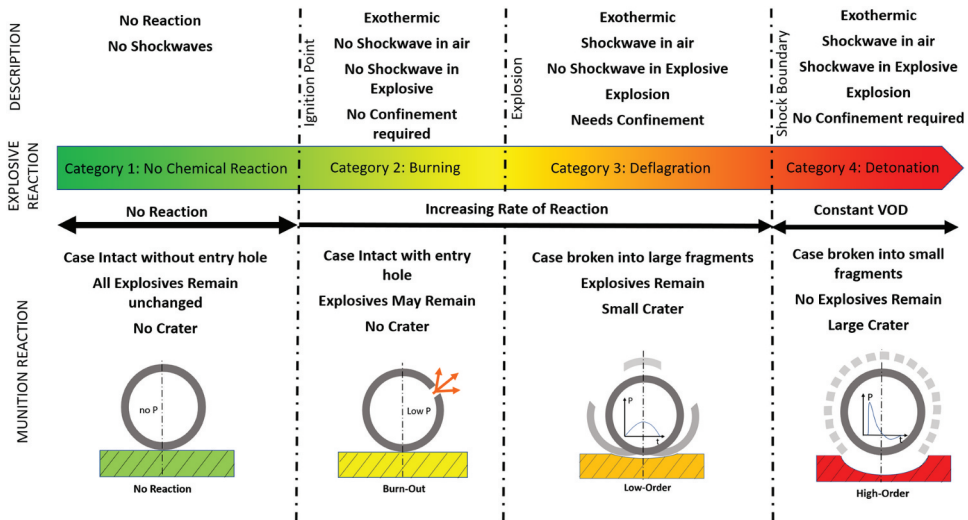 DESCRIPTION
No Reaction
No Shockwaves
Ignition Point
Exothermic
No Shockwave in air
No Shockwave in
Explosive
No Confinement
required
Explosion
Exothermic
Shockwave in air
No Shockwave in Explosive
Explosion
Needs Confinement
Shock Boundary
Exothermic
Shockwave in air
Shockwave in Explosive
Explosion
No Confinement required
EXPLOSIVE
REACTION
Category 1: No Chemical Reaction
Category 2: Burning
Category 3: Deflagration
Category 4: Detonation
No Reaction
Increasing Rate of Reaction
Constant VOD
MUNITION REACTION
Case Intact without entry hole
All Explosives Remain
unchanged
No Crater
no P
No Reaction
Case Intact with entry
hole
Explosives May Remain
No Crater
Low P
Burn-Out
Case broken into large fragments
Explosives Remain
Small Crater
P
t
Low-Order
Case broken into small
fragments
No Explosives Remain
Large Crater
P
t
High-Order